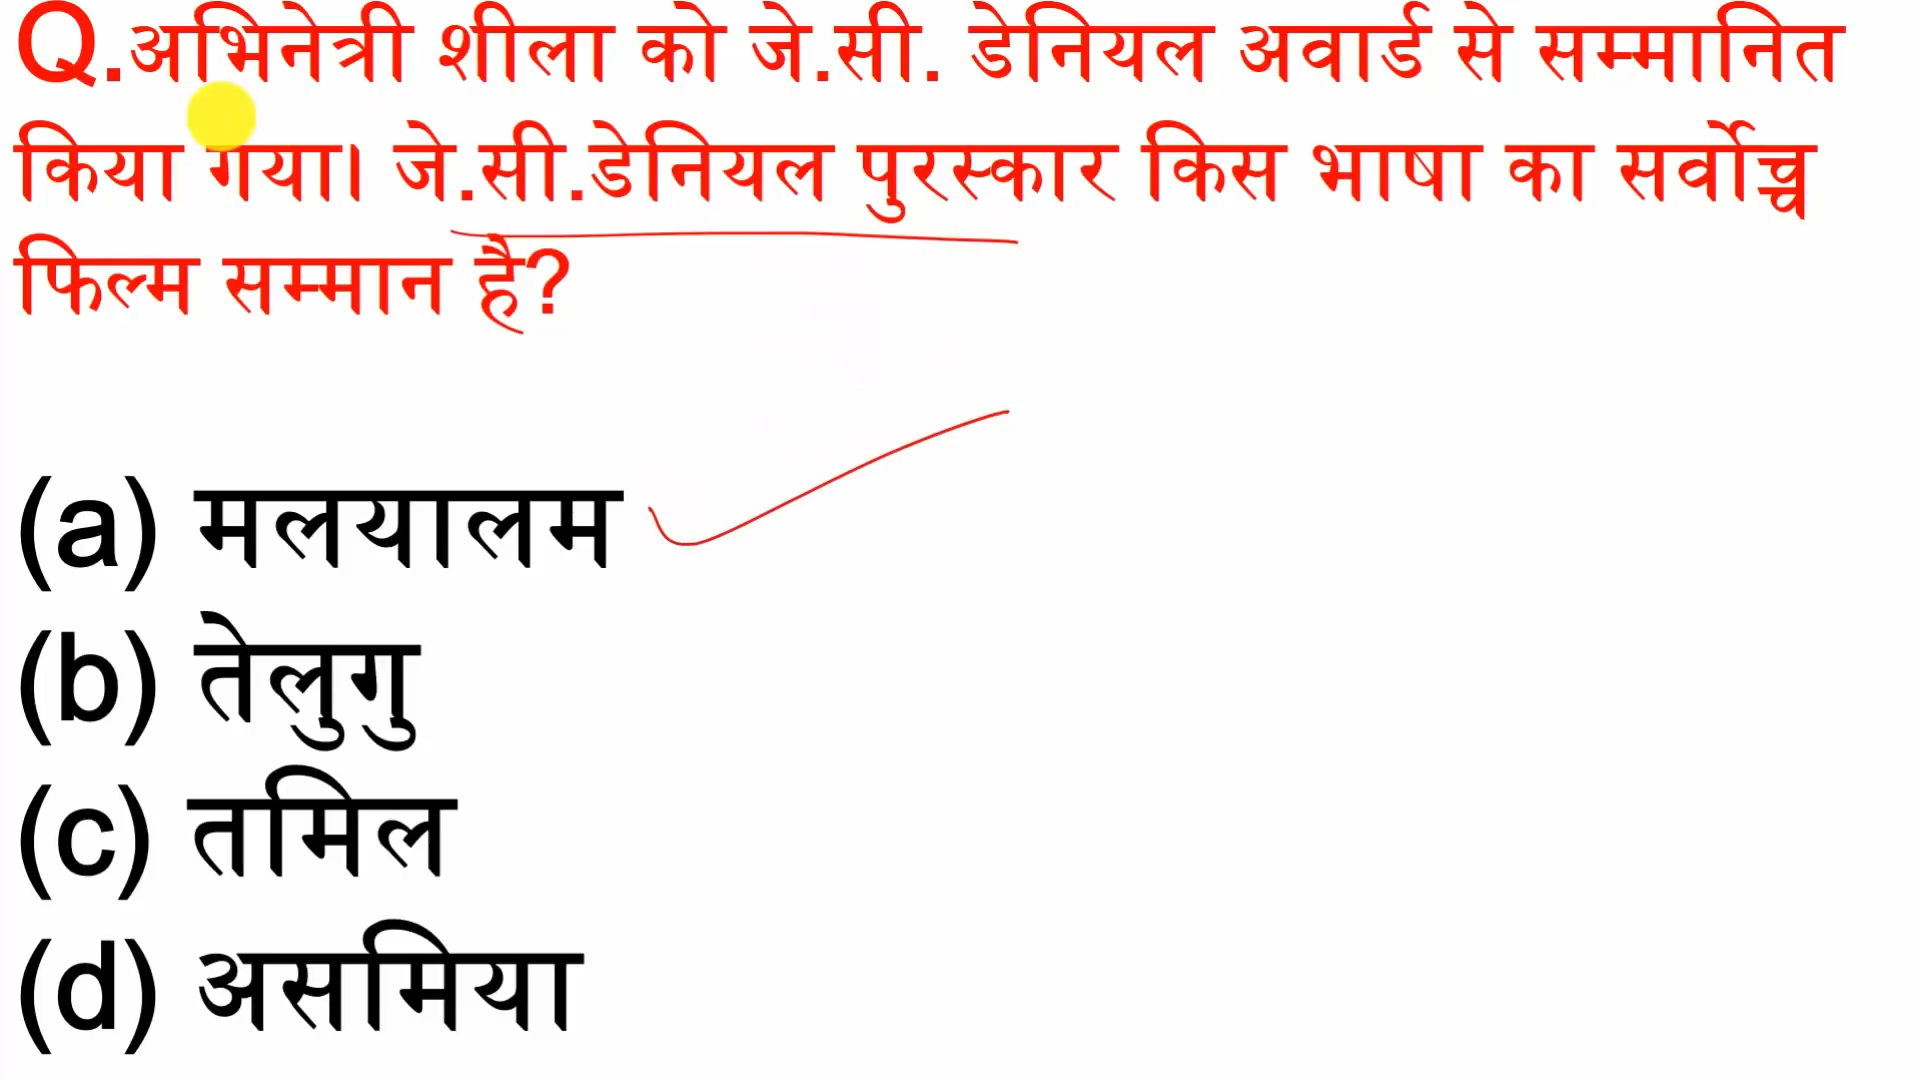 Q.अभिनेत्री शीला को जे.सी. डेनियल अवार्ड से सम्मानित
किया गया। जे.सी.डेनियल पुरस्कार किस भाषा का सर्वोच्च
फिल्म सम्मान है?
(a) मलयालम
(b) तेलुगु
(c) तमिल
(d) असमिया